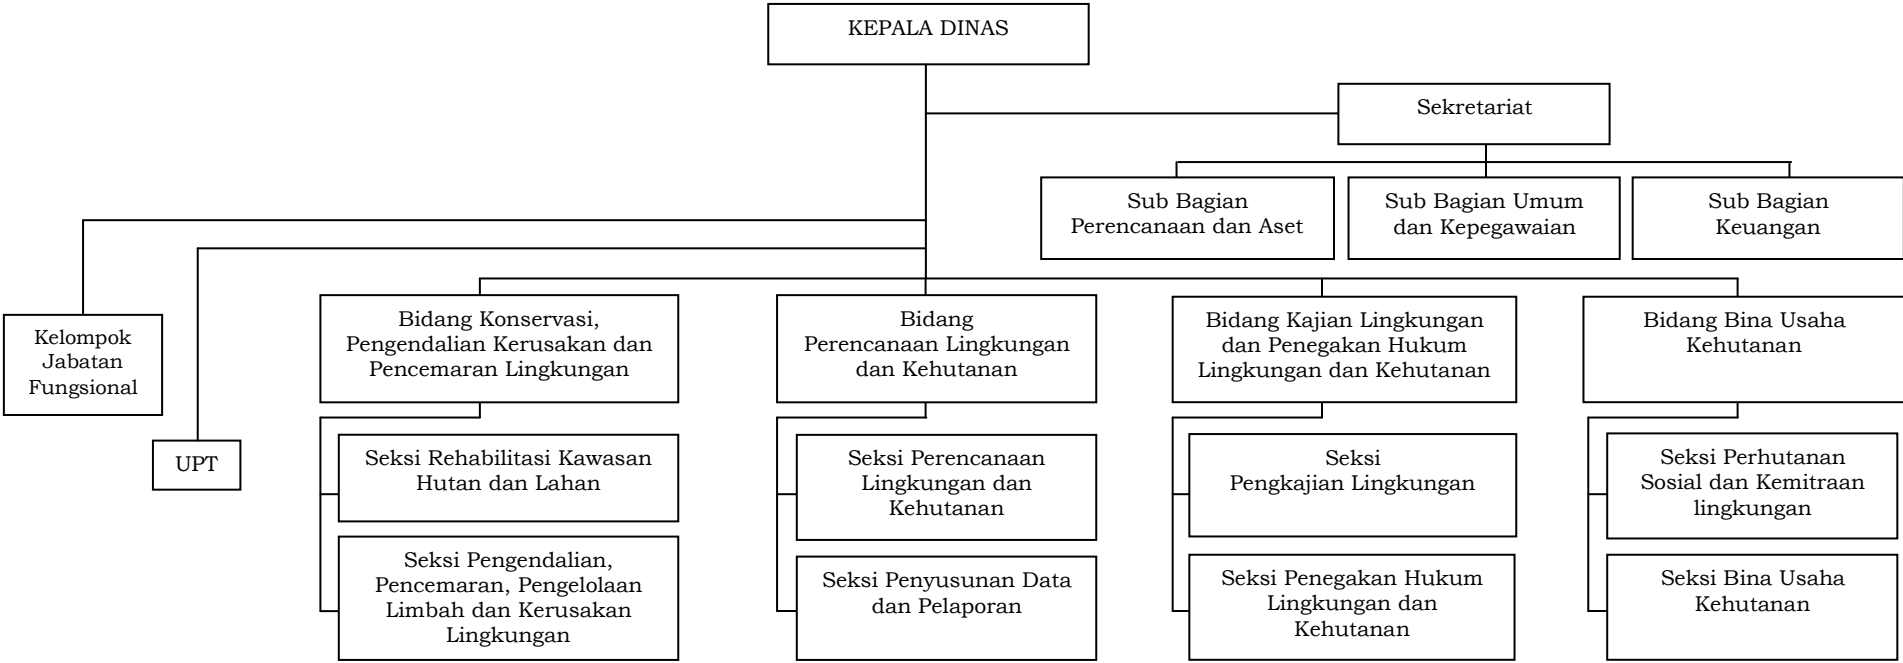 KEPALA DINAS
Sekretariat
Sub Bagian
Perencanaan dan Aset
Sub Bagian Umum
dan Kepegawaian
Sub Bagian
Keuangan
Kelompok
Jabatan
Fungsional
UPT
Bidang Konservasi,
Pengendalian Kerusakan dan
Pencemaran Lingkungan
Bidang
Perencanaan Lingkungan
dan Kehutanan
Bidang Kajian Lingkungan
dan Penegakan Hukum
Lingkungan dan Kehutanan
Bidang Bina Usaha
Kehutanan
Seksi Rehabilitasi Kawasan
Hutan dan Lahan
Seksi Perencanaan
Lingkungan dan
Kehutanan
Seksi
Pengkajian Lingkungan
Seksi Perhutanan
Sosial dan Kemitraan
lingkungan
Seksi Pengendalian,
Pencemaran, Pengelolaan
Limbah dan Kerusakan
Lingkungan
Seksi Penyusunan Data
dan Pelaporan
Seksi Penegakan Hukum
Lingkungan dan
Kehutanan
Seksi Bina Usaha
Kehutanan